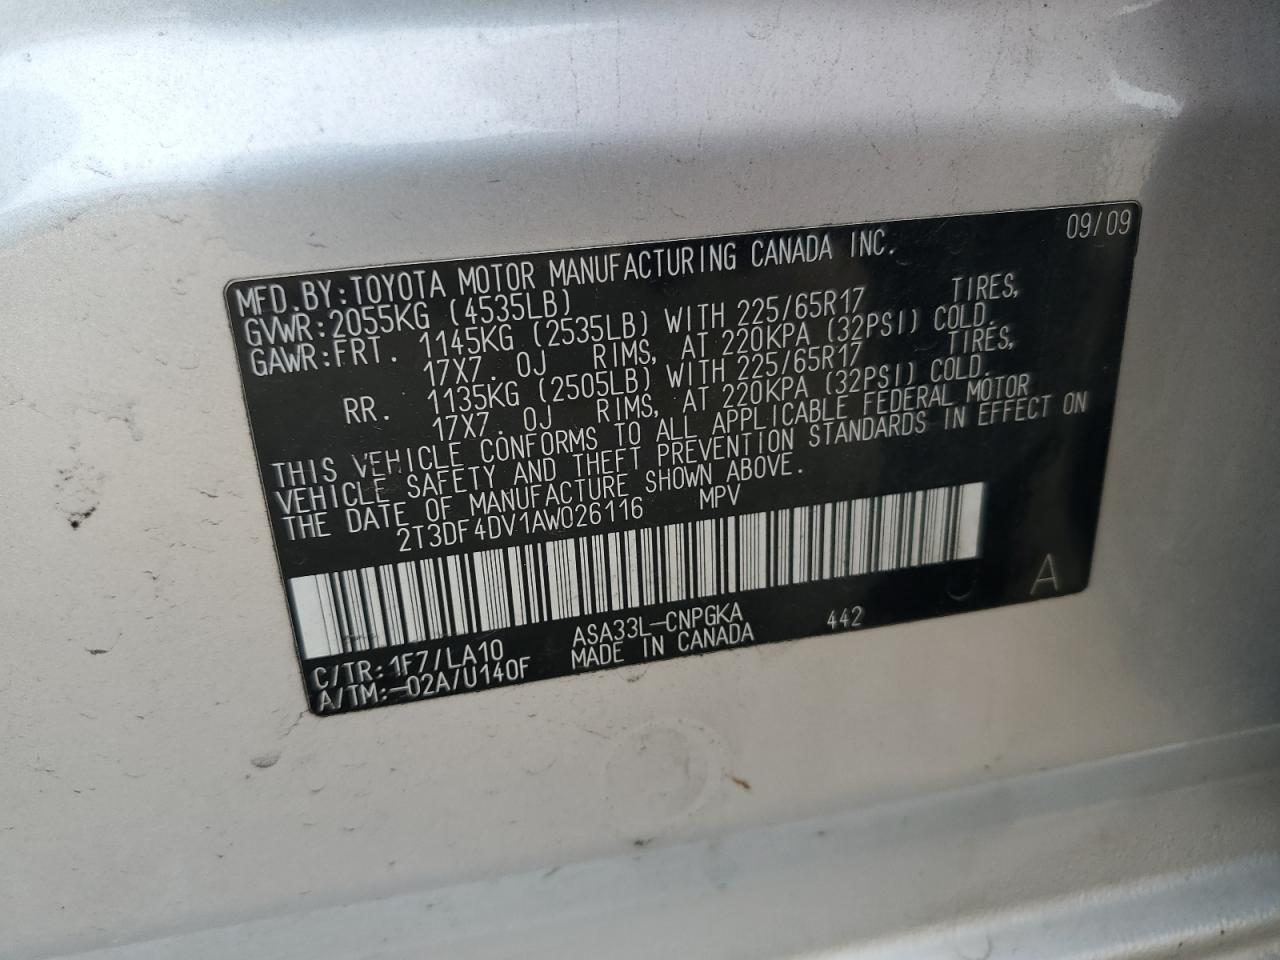 MFD.BY:TOYOTA MOTOR MANUFACTURING CANADA INC. 09/09
GVWR:2055KG (4535LB)
GAWR:FRT. 1145KG (2535LB) WITH 225/65R17 TIRES,
17X7.0J RIMS, AT 220KPA (32PSI) COLD.
RR. 1135KG (2505LB) WITH 225/65R17 TIRES,
17X7.0J RIMS, AT 220KPA (32PSI) COLD.
THIS VEHICLE CONFORMS TO ALL APPLICABLE FEDERAL MOTOR
VEHICLE SAFETY AND THEFT PREVENTION STANDARDS IN EFFECT ON
THE DATE OF MANUFACTURE SHOWN ABOVE.
2T3DF4DV1AW026116 MPV
A
C/TR:1F7/LA10 ASA33L-CNPGKA 442
A/TM:-02A/U140F MADE IN CANADA